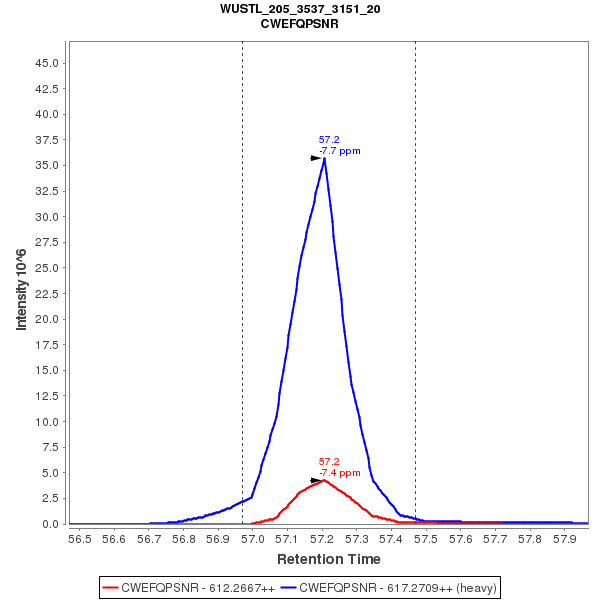 WUSTL_205_3537_3151_20
CWEFQPSNR
45.0
42.5
40.0
37.5
35.0
32.5
30.0
27.5
25.0
22.5
20.0
17.5
15.0
12.5
10.0
7.5
5.0
2.5
0.0
Intensity 10^6
57.2
-7.7 ppm
57.2
-7.4 ppm
56.5 56.6 56.7 56.8 56.9 57.0 57.1 57.2 57.3 57.4 57.5 57.6 57.7 57.8 57.9
Retention Time
CWEFQPSNR - 612.2667++ CWEFQPSNR - 617.2709++ (heavy)